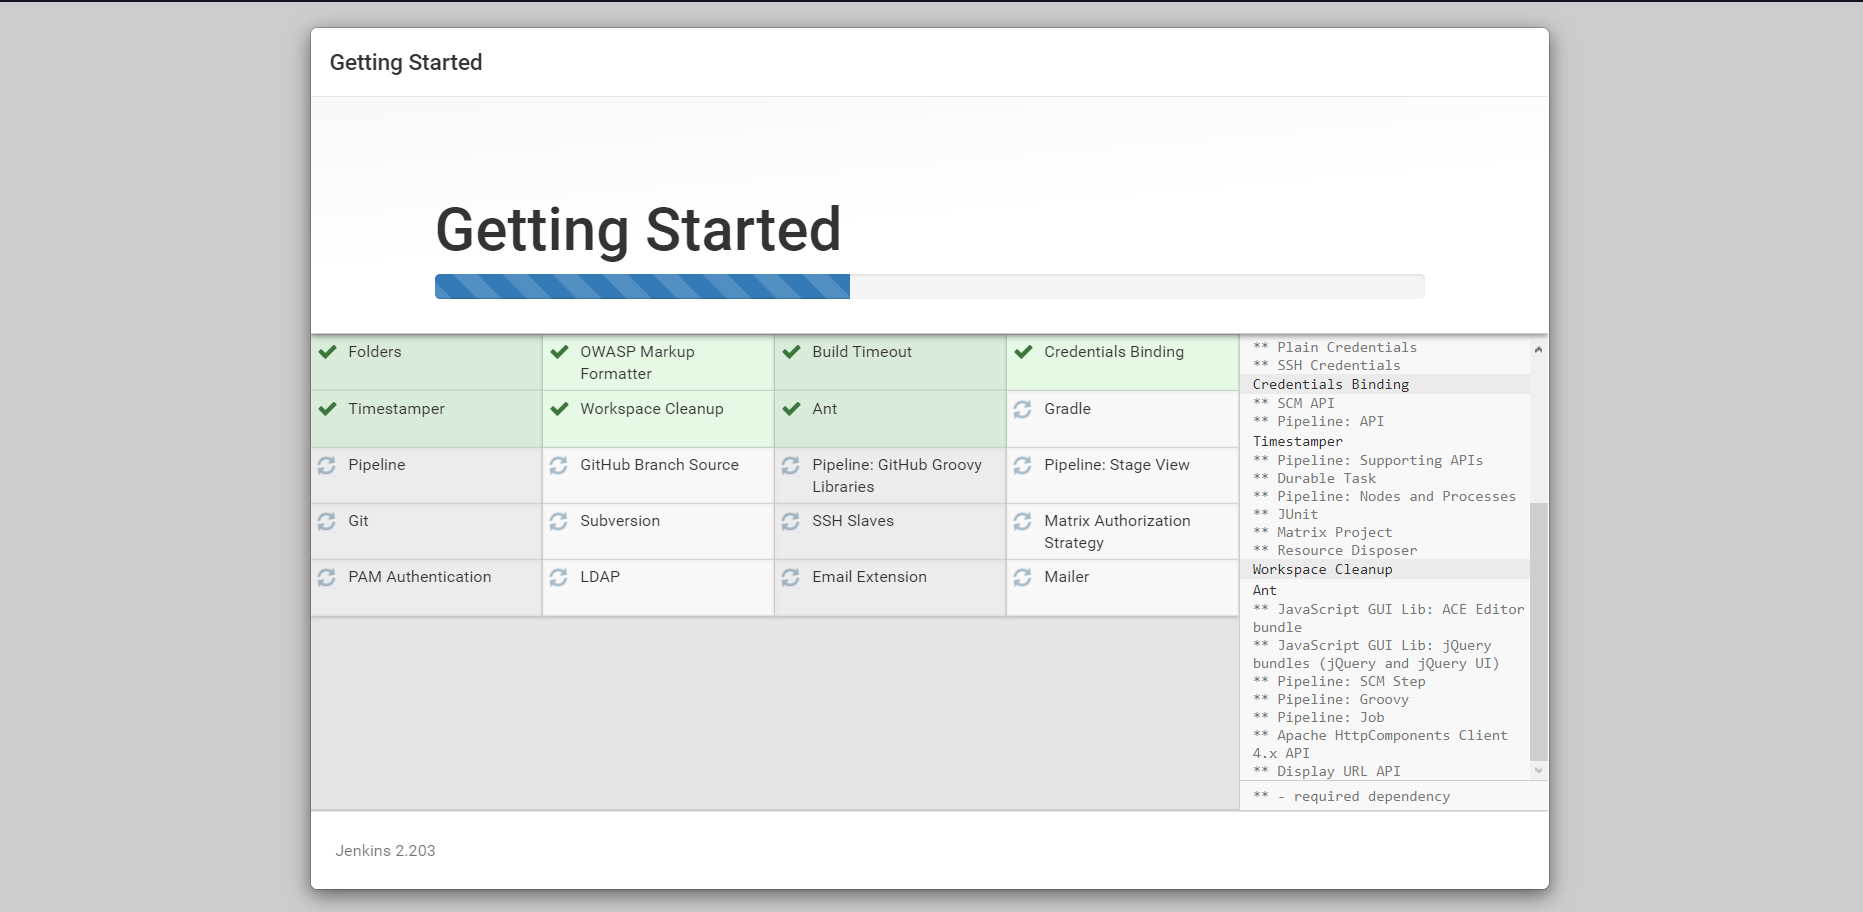 Getting Started
Getting Started
Folders
OWASP Markup
Formatter
Build Timeout
Credentials Binding
Timestamper
Workspace Cleanup
Ant
Gradle
Pipeline
GitHub Branch Source
Pipeline: GitHub Groovy
Libraries
Pipeline: Stage View
Git
Subversion
SSH Slaves
Matrix Authorization
Strategy
PAM Authentication
LDAP
Email Extension
Mailer
** Plain Credentials
** SSH Credentials
Credentials Binding
** SCM API
** Pipeline: API
Timestamper
** Pipeline: Supporting APIs
** Durable Task
** Pipeline: Nodes and Processes
** JUnit
** Matrix Project
** Resource Disposer
Workspace Cleanup
Ant
** JavaScript GUI Lib: ACE Editor
bundle
** JavaScript GUI Lib: jQuery
bundles (jQuery and jQuery UI)
** Pipeline: SCM Step
** Pipeline: Groovy
** Pipeline: Job
** Apache HttpComponents Client
4.x API
** Display URL API
** - required dependency
Jenkins 2.203